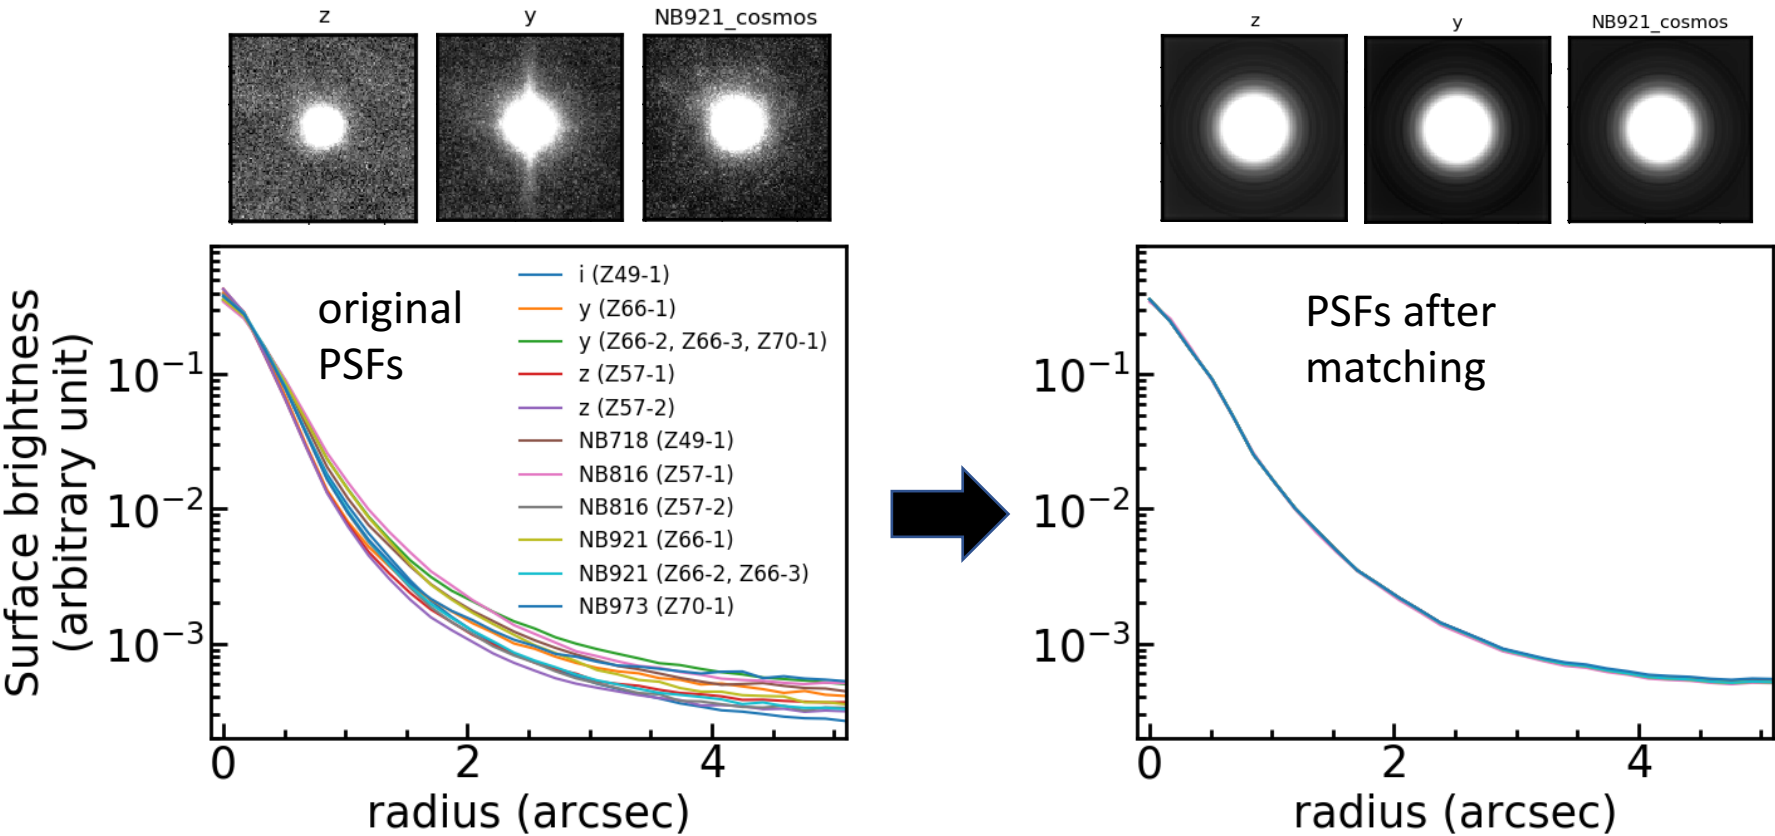 z
y
NB921_cosmos
Surface brightness
(arbitrary unit)
10⁻¹
10⁻²
10⁻³
original
PSFs
i (Z49-1)
y (Z66-1)
y (Z66-2, Z66-3, Z70-1)
z (Z57-1)
z (Z57-2)
NB718 (Z49-1)
NB816 (Z57-1)
NB816 (Z57-2)
NB921 (Z66-1)
NB921 (Z66-2, Z66-3)
NB973 (Z70-1)
0
2
4
radius (arcsec)
z
y
NB921_cosmos
10⁻¹
10⁻²
10⁻³
PSFs after
matching
0
2
4
radius (arcsec)